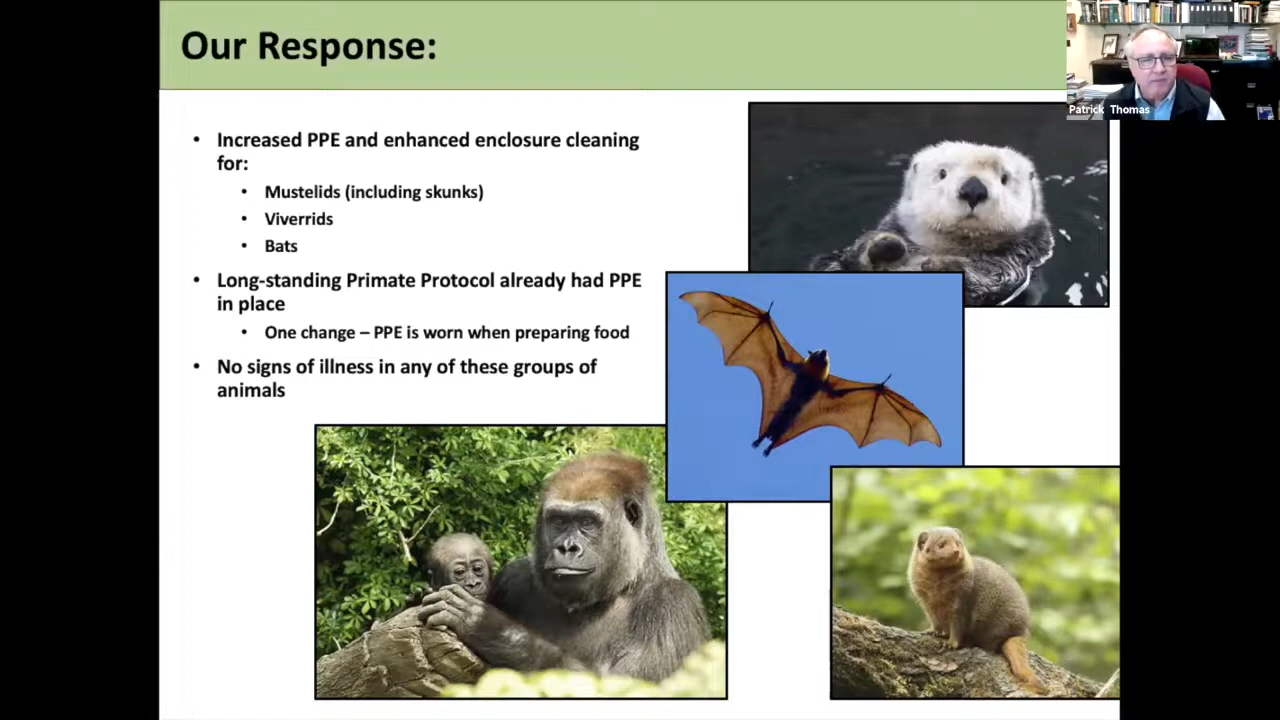 Our Response:
Patrick Thomas
• Increased PPE and enhanced enclosure cleaning
for:
• Mustelids (including skunks)
• Viverrids
• Bats
• Long-standing Primate Protocol already had PPE
in place
• One change – PPE is worn when preparing food
• No signs of illness in any of these groups of
animals